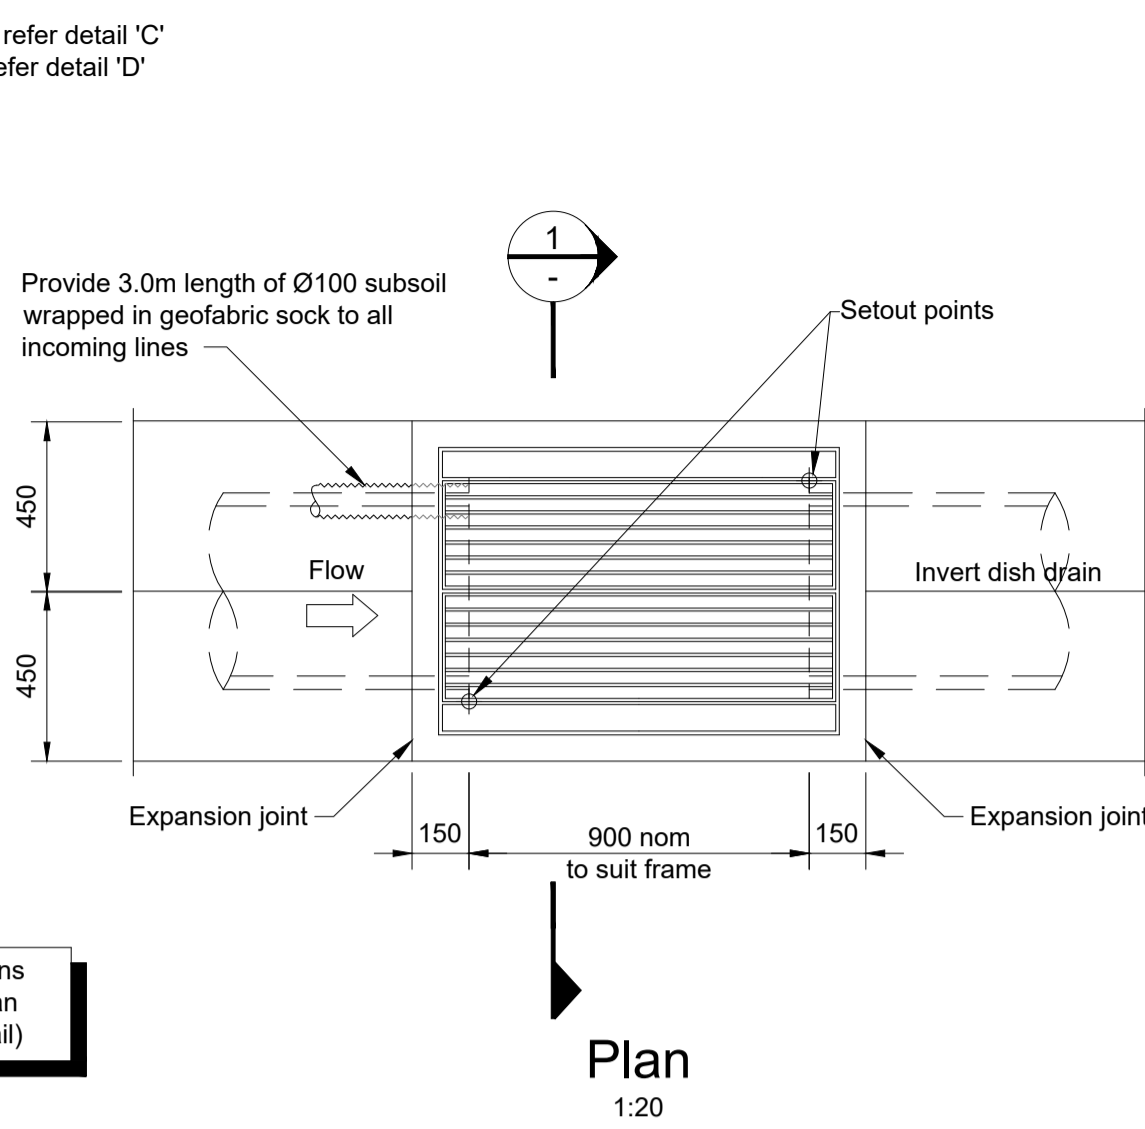 refer detail 'C'
efer detail 'D'
1
-
Provide 3.0m length of Ø100 subsoil
wrapped in geofabric sock to all
incoming lines
Setout points
450
Flow
Invert dish drain
450
Expansion joint
Expansion joint
150
900 nom
to suit frame
150
ns
an
ail)
Plan
1:20